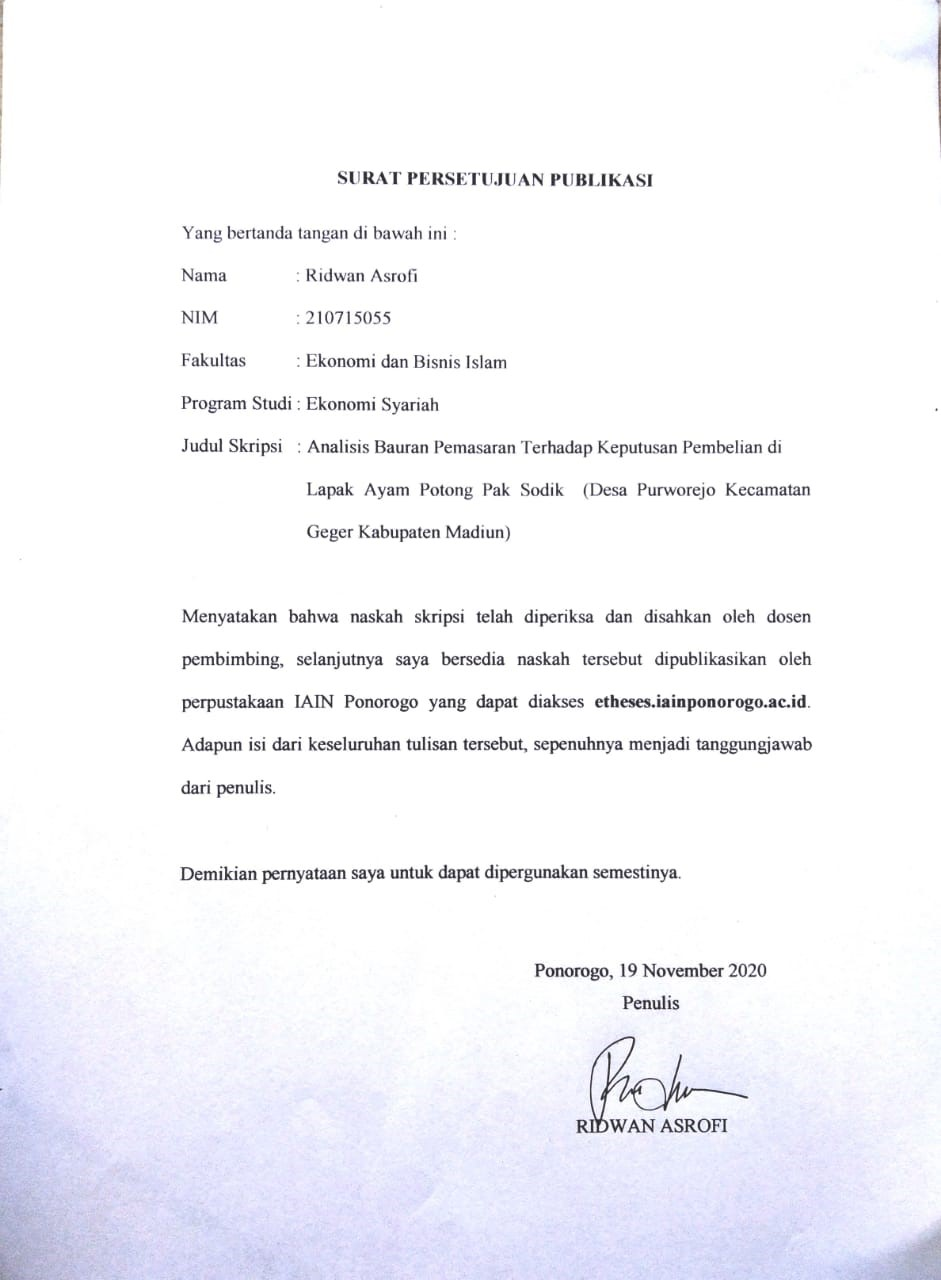 SURAT PERSETUJUAN PUBLIKASI
Yang bertanda tangan di bawah ini :
Nama : Ridwan Asrofi
NIM : 210715055
Fakultas : Ekonomi dan Bisnis Islam
Program Studi : Ekonomi Syariah
Judul Skripsi : Analisis Bauran Pemasaran Terhadap Keputusan Pembelian di
Lapak Ayam Potong Pak Sodik (Desa Purworejo Kecamatan
Geger Kabupaten Madiun)
Menyatakan bahwa naskah skripsi telah diperiksa dan disahkan oleh dosen
pembimbing, selanjutnya saya bersedia naskah tersebut dipublikasikan oleh
perpustakaan IAIN Ponorogo yang dapat diakses etheses.iainponorogo.ac.id.
Adapun isi dari keseluruhan tulisan tersebut, sepenuhnya menjadi tanggungjawab
dari penulis.
Demikian pernyataan saya untuk dapat dipergunakan semestinya.
Ponorogo, 19 November 2020
Penulis
RIDWAN ASROFI